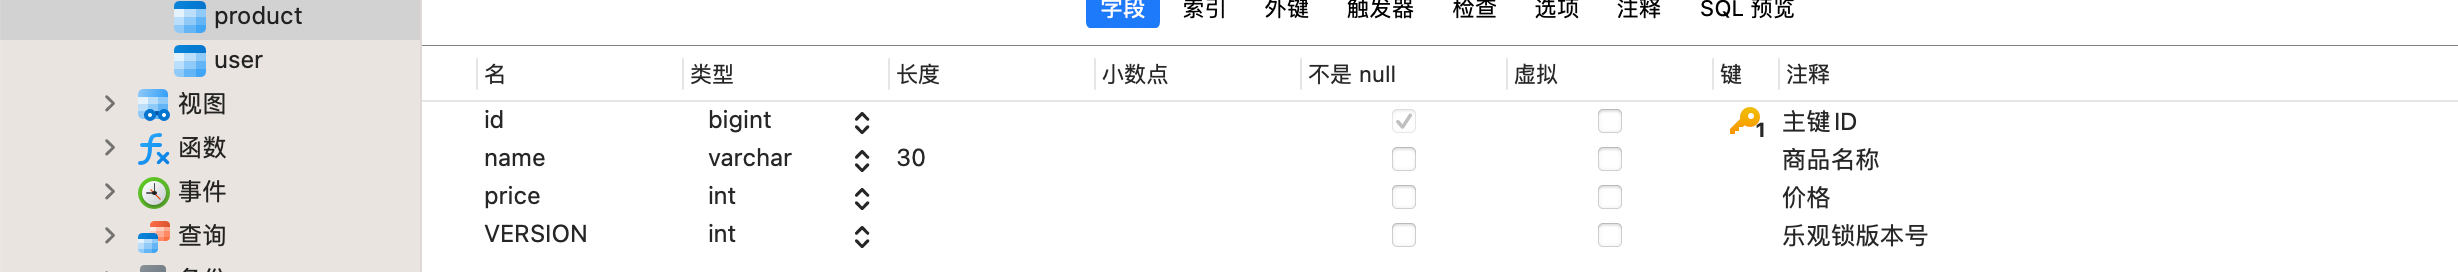 product
user
视图
函数
事件
查询
字段 索引 外键 触发器 检查 选项 注释 SQL 预览
名 类型 长度 小数点 不是 null 虚拟 键 注释
id bigint 1 主键ID
name varchar 30 商品名称
price int 价格
VERSION int 乐观锁版本号